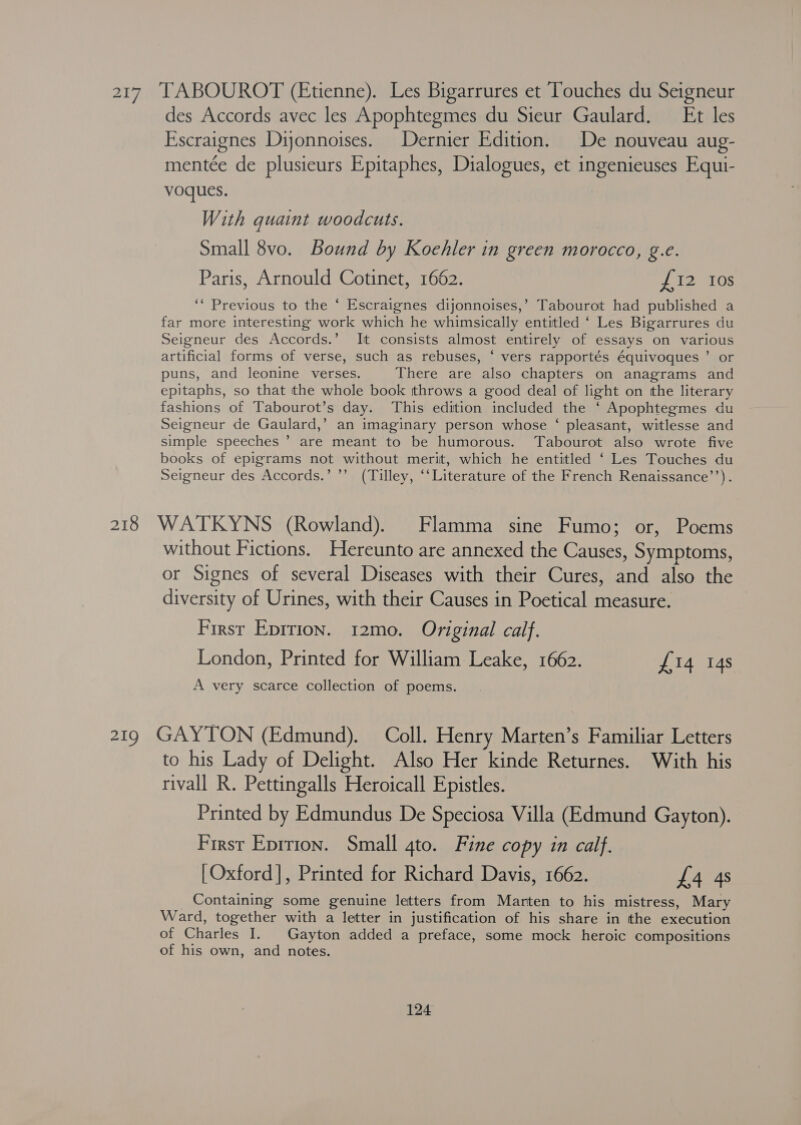 217 TABOUROT (Etienne). Les Bigarrures et Touches du Seigneur
des Accords avec les Apophtegmes du Sieur Gaulard. Et les
Escraignes Dijonnoises. Dernier Edition. De nouveau aug-
mentée de plusieurs Epitaphes, Dialogues, et ingenieuses Equi-
voques.
With quaint woodcuts.
Small 8vo. Bound by Koehler in green morocco, g.e.
Paris, Arnould Cotinet, 1662. £12 10s
‘‘ Previous to the ‘ Escraignes dijonnoises,’ Tabourot had published a
far more interesting work which he whimsically entitled ‘ Les Bigarrures du
Seigneur des Accords.’ It consists almost entirely of essays on various
artificial forms of verse, such as rebuses, ‘ vers rapportés équivoques ’ or
puns, and leonine verses. There are also chapters on anagrams and
epitaphs, so that the whole book throws a good deal of light on the literary
fashions of Tabourot’s day. This edition included the ‘ Apophtegmes du
Seigneur de Gaulard,’ an imaginary person whose ‘ pleasant, witlesse and
simple speeches ’ are meant to be humorous. Tabourot also wrote five
books of epigrams not without merit, which he entitled ‘ Les Touches du
Seigneur des Accords.’ ’’ (Tilley, ‘‘Literature of the French Renaissance’’).
218 WATKYNS (Rowland). Flamma sine Fumo; or, Poems
without Fictions. Hereunto are annexed the Causes, Symptoms,
or Signes of several Diseases with their Cures, and also the
diversity of Urines, with their Causes in Poetical measure.
First Edition. 12mo. Original calf.
London, Printed for William Leake, 1662. £14 14s
A very scarce collection of poems.
219 GAYTON (Edmund). Coll. Henry Marten’s Familiar Letters
to his Lady of Delight. Also Her kinde Returnes. With his
rivall R. Pettingalls Heroicall Epistles.
Printed by Edmundus De Speciosa Villa (Edmund Gayton).
First Edition. Small 4to. Fine copy in calf.
[Oxford], Printed for Richard Davis, 1662. £4 4s
Containing some genuine letters from Marten to his mistress, Mary
Ward, together with a letter in justification of his share in the execution
of Charles I. Gayton added a preface, some mock heroic compositions
of his own, and notes.
124